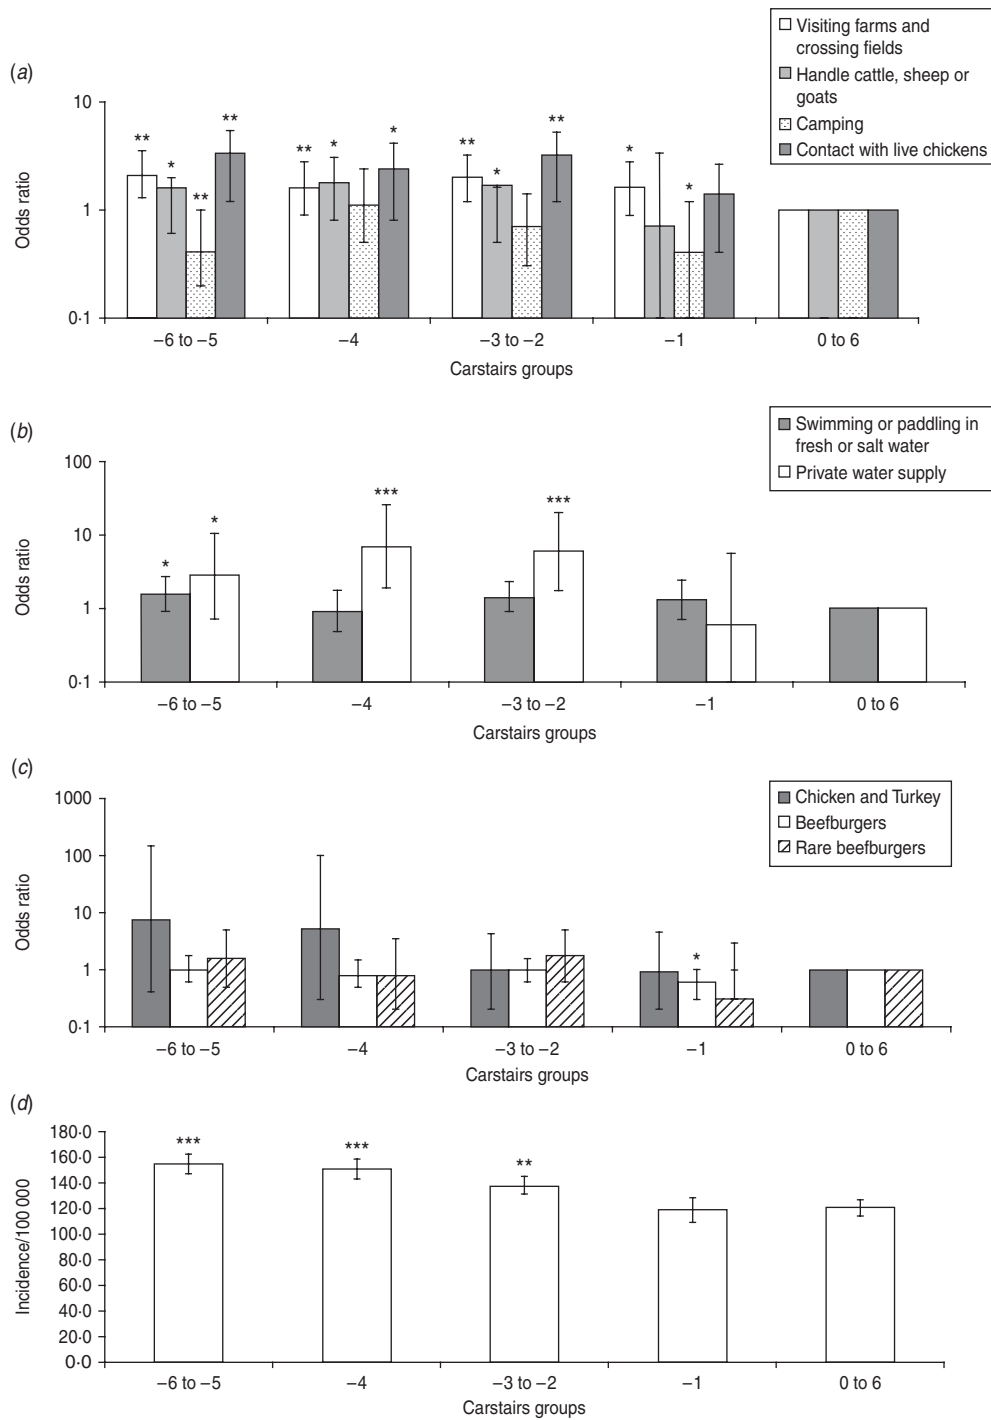 (a)
Visiting farms and
crossing fields
Handle cattle, sheep or
goats
Camping
Contact with live chickens
Odds ratio
10
1
0·1
** * ** **
** * *
** * **
* *
−6 to −5 −4 −3 to −2 −1 0 to 6
Carstairs groups
(b)
Swimming or paddling in
fresh or salt water
Private water supply
Odds ratio
100
10
1
0·1
* *
***
***
−6 to −5 −4 −3 to −2 −1 0 to 6
Carstairs groups
(c)
Chicken and Turkey
Beefburgers
Rare beefburgers
Odds ratio
1000
100
10
1
0·1
*
−6 to −5 −4 −3 to −2 −1 0 to 6
Carstairs groups
(d)
Incidence/100 000
180·0
160·0
140·0
120·0
100·0
80·0
60·0
40·0
20·0
0·0
*** *** **
−6 to −5 −4 −3 to −2 −1 0 to 6
Carstairs groups